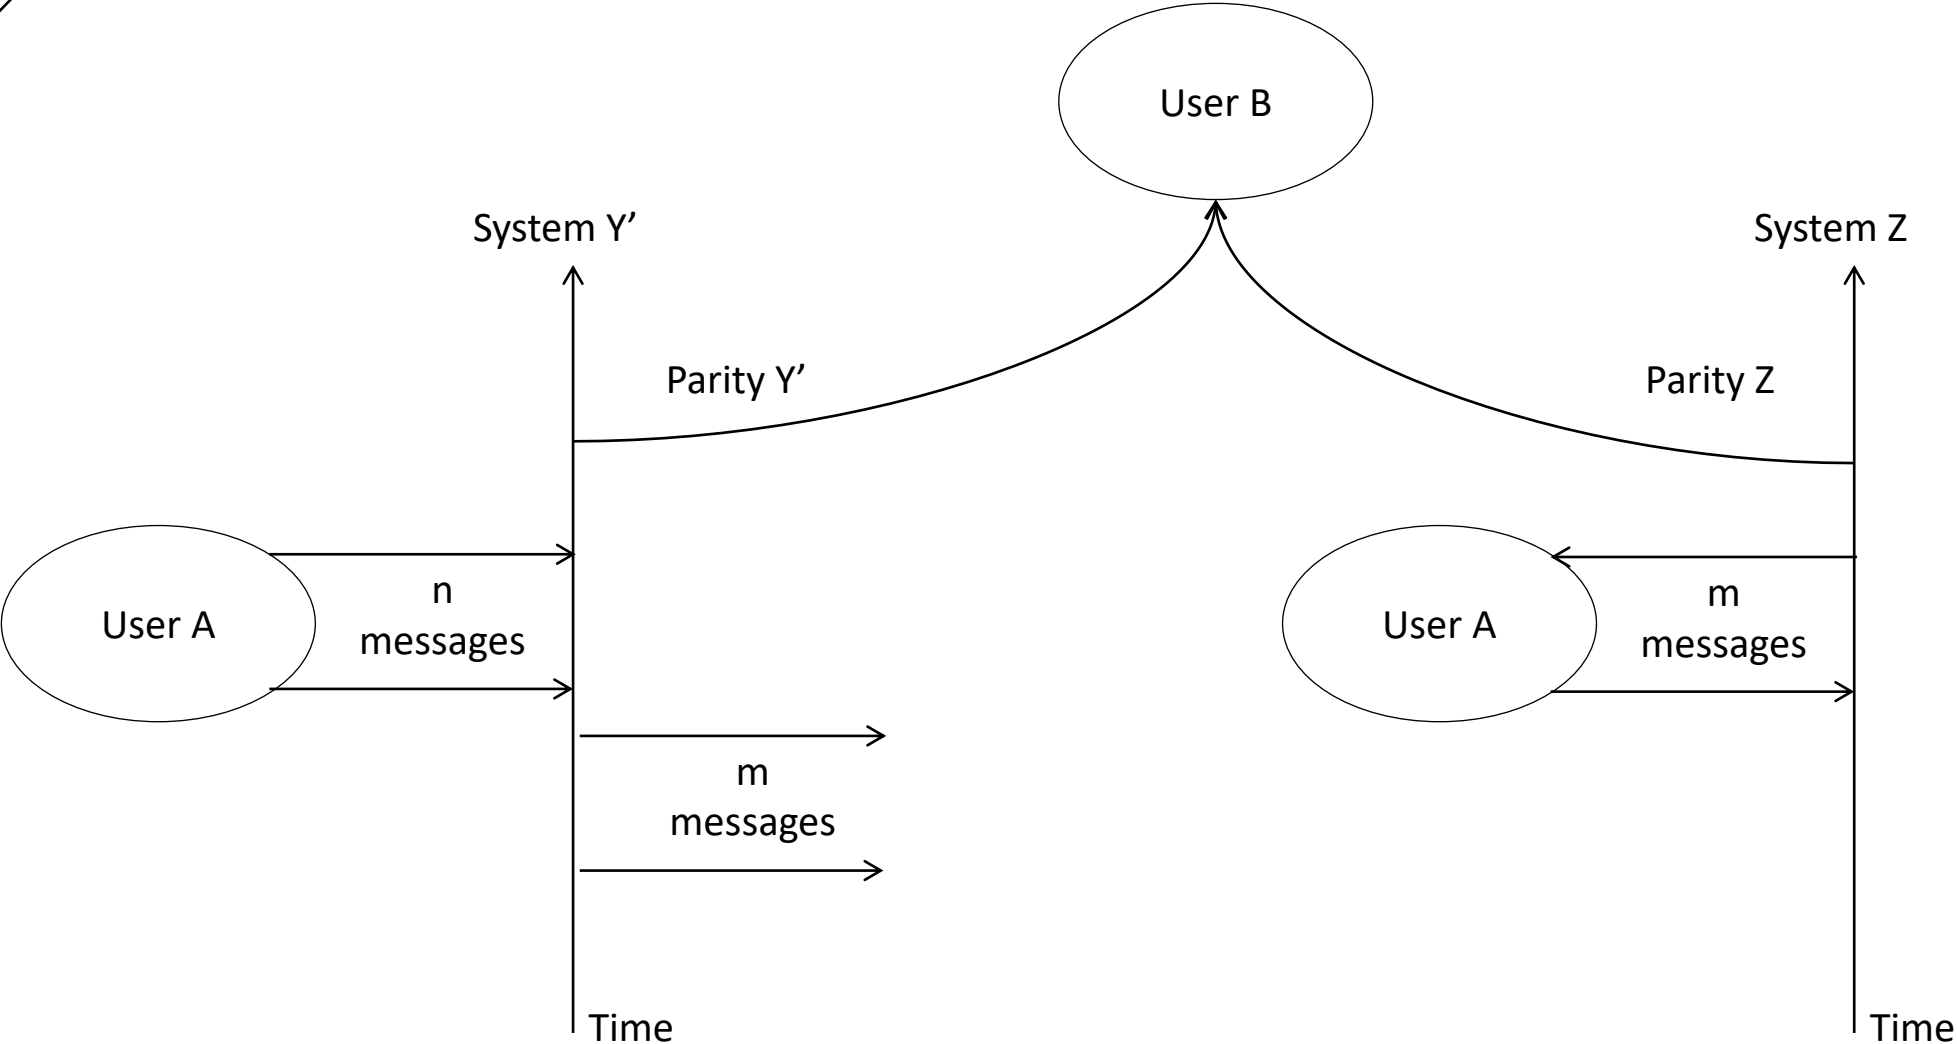 User B
System Y’
System Z
Parity Y’
Parity Z
User A
n
messages
User A
m
messages
m
messages
Time
Time